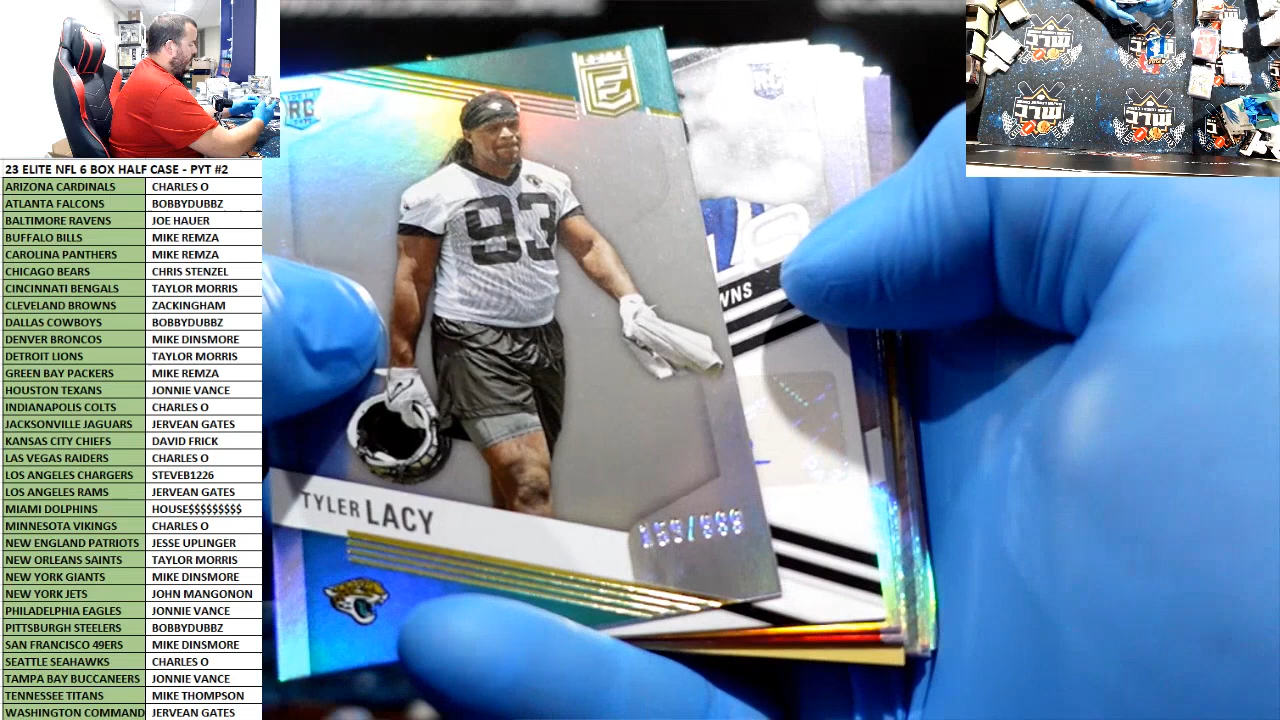 23 ELITE NFL 6 BOX HALF CASE - PYT #2
ARIZONA CARDINALS CHARLES O
ATLANTA FALCONS BOBBYDUBBZ
BALTIMORE RAVENS JOE HAUER
BUFFALO BILLS MIKE REMZA
CAROLINA PANTHERS MIKE REMZA
CHICAGO BEARS CHRIS STENZEL
CINCINNATI BENGALS TAYLOR MORRIS
CLEVELAND BROWNS ZACKINGHAM
DALLAS COWBOYS BOBBYDUBBZ
DENVER BRONCOS MIKE DINSMORE
DETROIT LIONS TAYLOR MORRIS
GREEN BAY PACKERS MIKE REMZA
HOUSTON TEXANS JONNIE VANCE
INDIANAPOLIS COLTS CHARLES O
JACKSONVILLE JAGUARS JERVEAN GATES
KANSAS CITY CHIEFS DAVID FRICK
LAS VEGAS RAIDERS CHARLES O
LOS ANGELES CHARGERS STEVEB1226
LOS ANGELES RAMS JERVEAN GATES
MIAMI DOLPHINS HOUSE$$$$$$$$$
MINNESOTA VIKINGS CHARLES O
NEW ENGLAND PATRIOTS JESSE UPLINGER
NEW ORLEANS SAINTS TAYLOR MORRIS
NEW YORK GIANTS MIKE DINSMORE
NEW YORK JETS JOHN MANGONON
PHILADELPHIA EAGLES JONNIE VANCE
PITTSBURGH STEELERS BOBBYDUBBZ
SAN FRANCISCO 49ERS MIKE DINSMORE
SEATTLE SEAHAWKS CHARLES O
TAMPA BAY BUCCANEERS JONNIE VANCE
TENNESSEE TITANS MIKE THOMPSON
WASHINGTON COMMAND JERVEAN GATES
RC
E
93
WNS
TYLER LACY